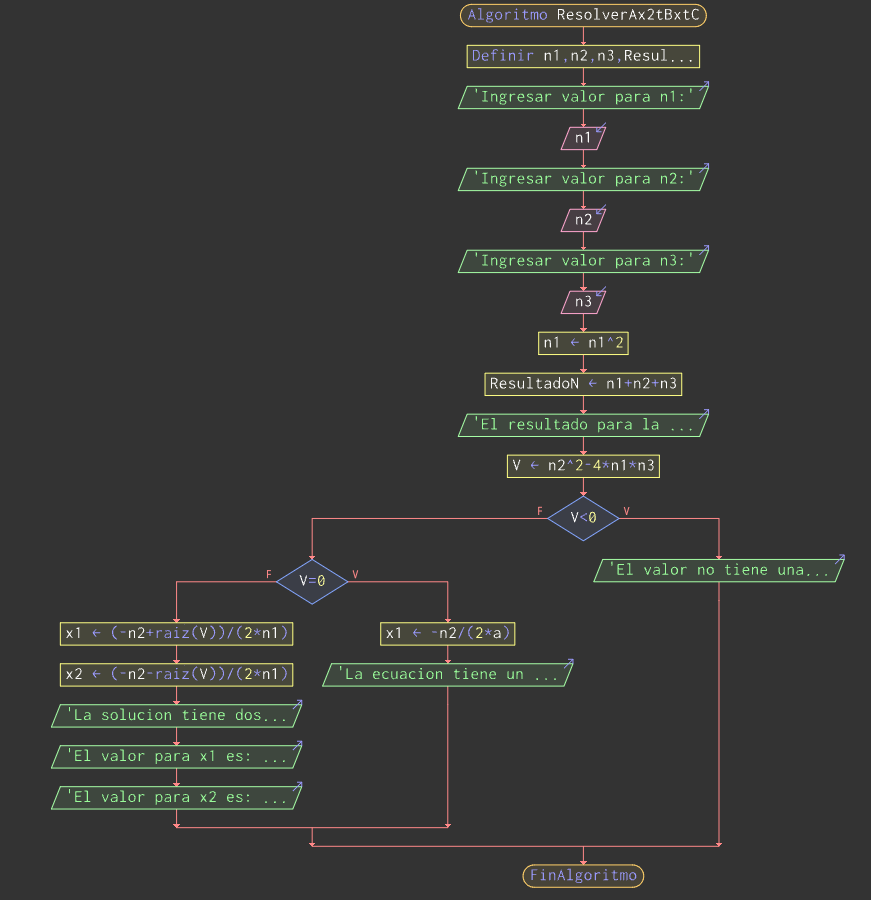 Algoritmo ResolverAx2tBxtC
Definir n1,n2,n3,Resul...
'Ingresar valor para n1:'
n1
'Ingresar valor para n2:'
n2
'Ingresar valor para n3:'
n3
n1 ← n1^2
ResultadoN ← n1+n2+n3
'El resultado para la ...
V ← n2^2-4*n1*n3
F
V<0
V
'El valor no tiene una...
F
V=0
V
x1 ← (-n2+raiz(V))/(2*n1)
x2 ← (-n2-raiz(V))/(2*n1)
'La solucion tiene dos...
'El valor para x1 es: ...
'El valor para x2 es: ...
x1 ← -n2/(2*a)
'La ecuacion tiene un ...
FinAlgoritmo